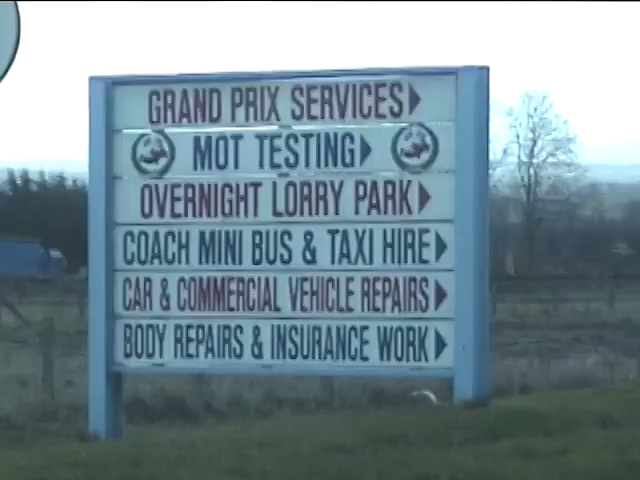 GRAND PRIX SERVICES
MOT TESTING
OVERNIGHT LORRY PARK
COACH MINI BUS & TAXI HIRE
CAR & COMMERCIAL VEHICLE REPAIRS
BODY REPAIRS & INSURANCE WORK